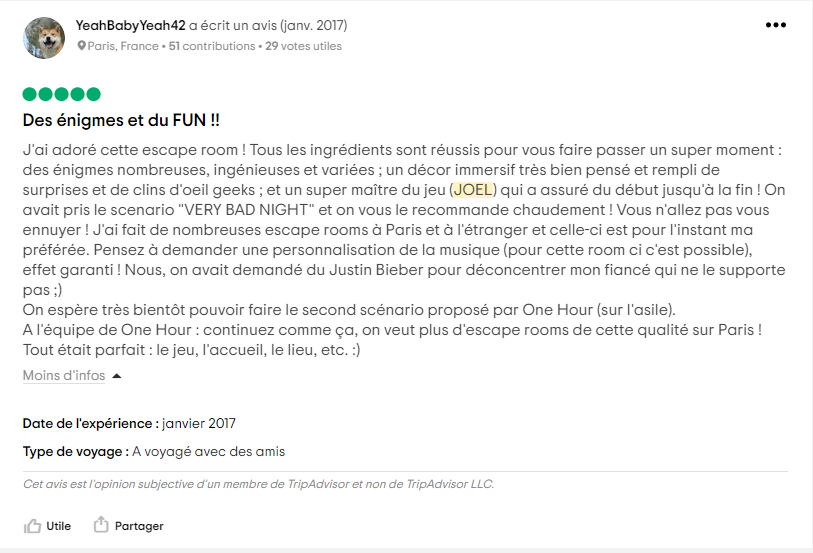 YeahBabyYeah42 a écrit un avis (janv. 2017)
Paris, France • 51 contributions • 29 votes utiles
Des énigmes et du FUN !!
J'ai adoré cette escape room ! Tous les ingrédients sont réussis pour vous faire passer un super moment :
des énigmes nombreuses, ingénieuses et variées ; un décor immersif très bien pensé et rempli de
surprises et de clins d'oeil geeks ; et un super maître du jeu (JOEL) qui a assuré du début jusqu'à la fin ! On
avait pris le scenario "VERY BAD NIGHT" et on vous le recommande chaudement ! Vous n'allez pas vous
ennuyer ! J'ai fait de nombreuses escape rooms à Paris et à l'étranger et celle-ci est pour l'instant ma
préférée. Pensez à demander une personnalisation de la musique (pour cette room ci c'est possible),
effet garanti ! Nous, on avait demandé du Justin Bieber pour déconcentrer mon fiancé qui ne le supporte
pas ;)
On espère très bientôt pouvoir faire le second scénario proposé par One Hour (sur l'asile).
A l'équipe de One Hour : continuez comme ça, on veut plus d'escape rooms de cette qualité sur Paris !
Tout était parfait : le jeu, l'accueil, le lieu, etc. :)
Moins d'infos
Date de l'expérience : janvier 2017
Type de voyage : A voyagé avec des amis
Cet avis est l'opinion subjective d'un membre de TripAdvisor et non de TripAdvisor LLC.
Utile Partager